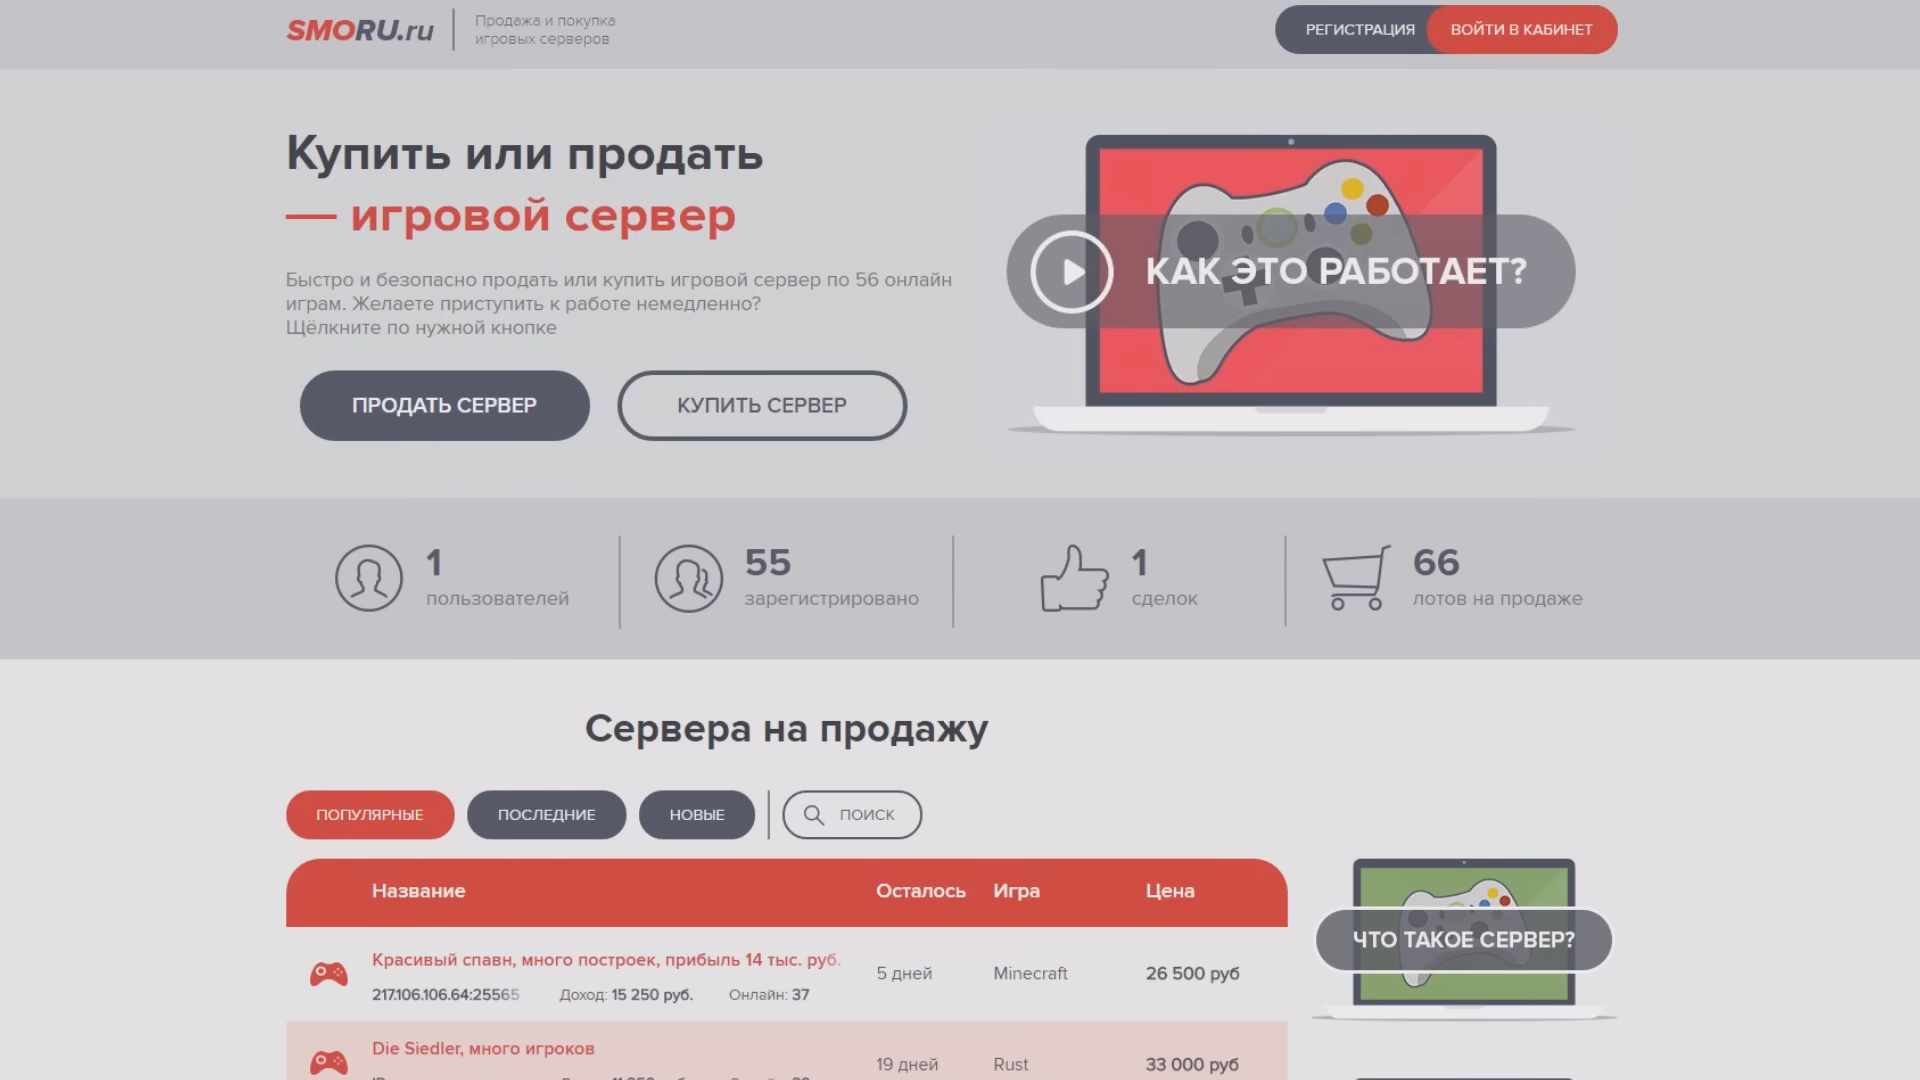 SMORU.ru
Продажа и покупка
игровых серверов
РЕГИСТРАЦИЯ
ВОЙТИ В КАБИНЕТ
Купить или продать
— игровой сервер
Быстро и безопасно продать или купить игровой сервер по 56 онлайн
играм. Желаете приступить к работе немедленно?
Щёлкните по нужной кнопке
ПРОДАТЬ СЕРВЕР
КУПИТЬ СЕРВЕР
КАК ЭТО РАБОТАЕТ?
1
пользователей
55
зарегистрировано
1
сделок
66
лотов на продаже
Сервера на продажу
ПОПУЛЯРНЫЕ
ПОСЛЕДНИЕ
НОВЫЕ
ПОИСК
Название Осталось Игра Цена
Красивый спавн, много построек, прибыль 14 тыс. руб.
217.106.106.64:25565 Доход: 15 250 руб. Онлайн: 37
5 дней Minecraft 26 500 руб
ЧТО ТАКОЕ СЕРВЕР?
Die Siedler, много игроков
19 дней Rust 33 000 руб